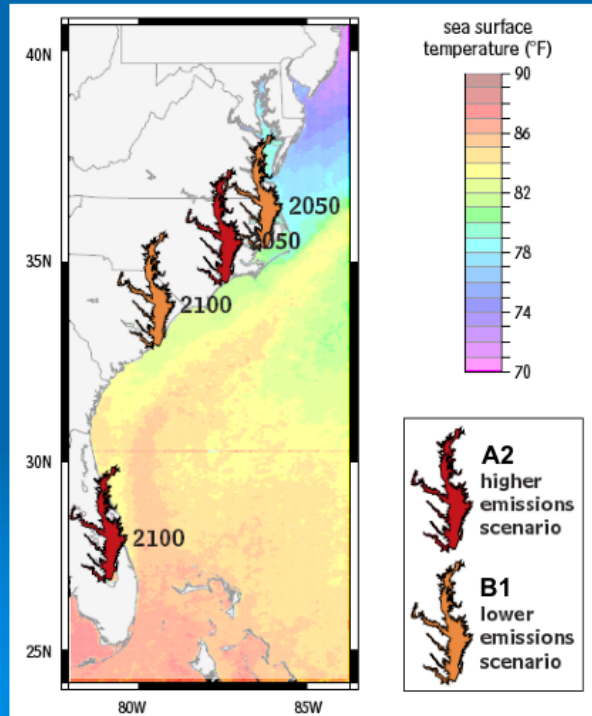 sea surface
temperature (°F)
40N
35N
30N
25N
80W
85W
2050
2050
2100
2100
90
86
82
78
74
70
A2
higher
emissions
scenario
B1
lower
emissions
scenario